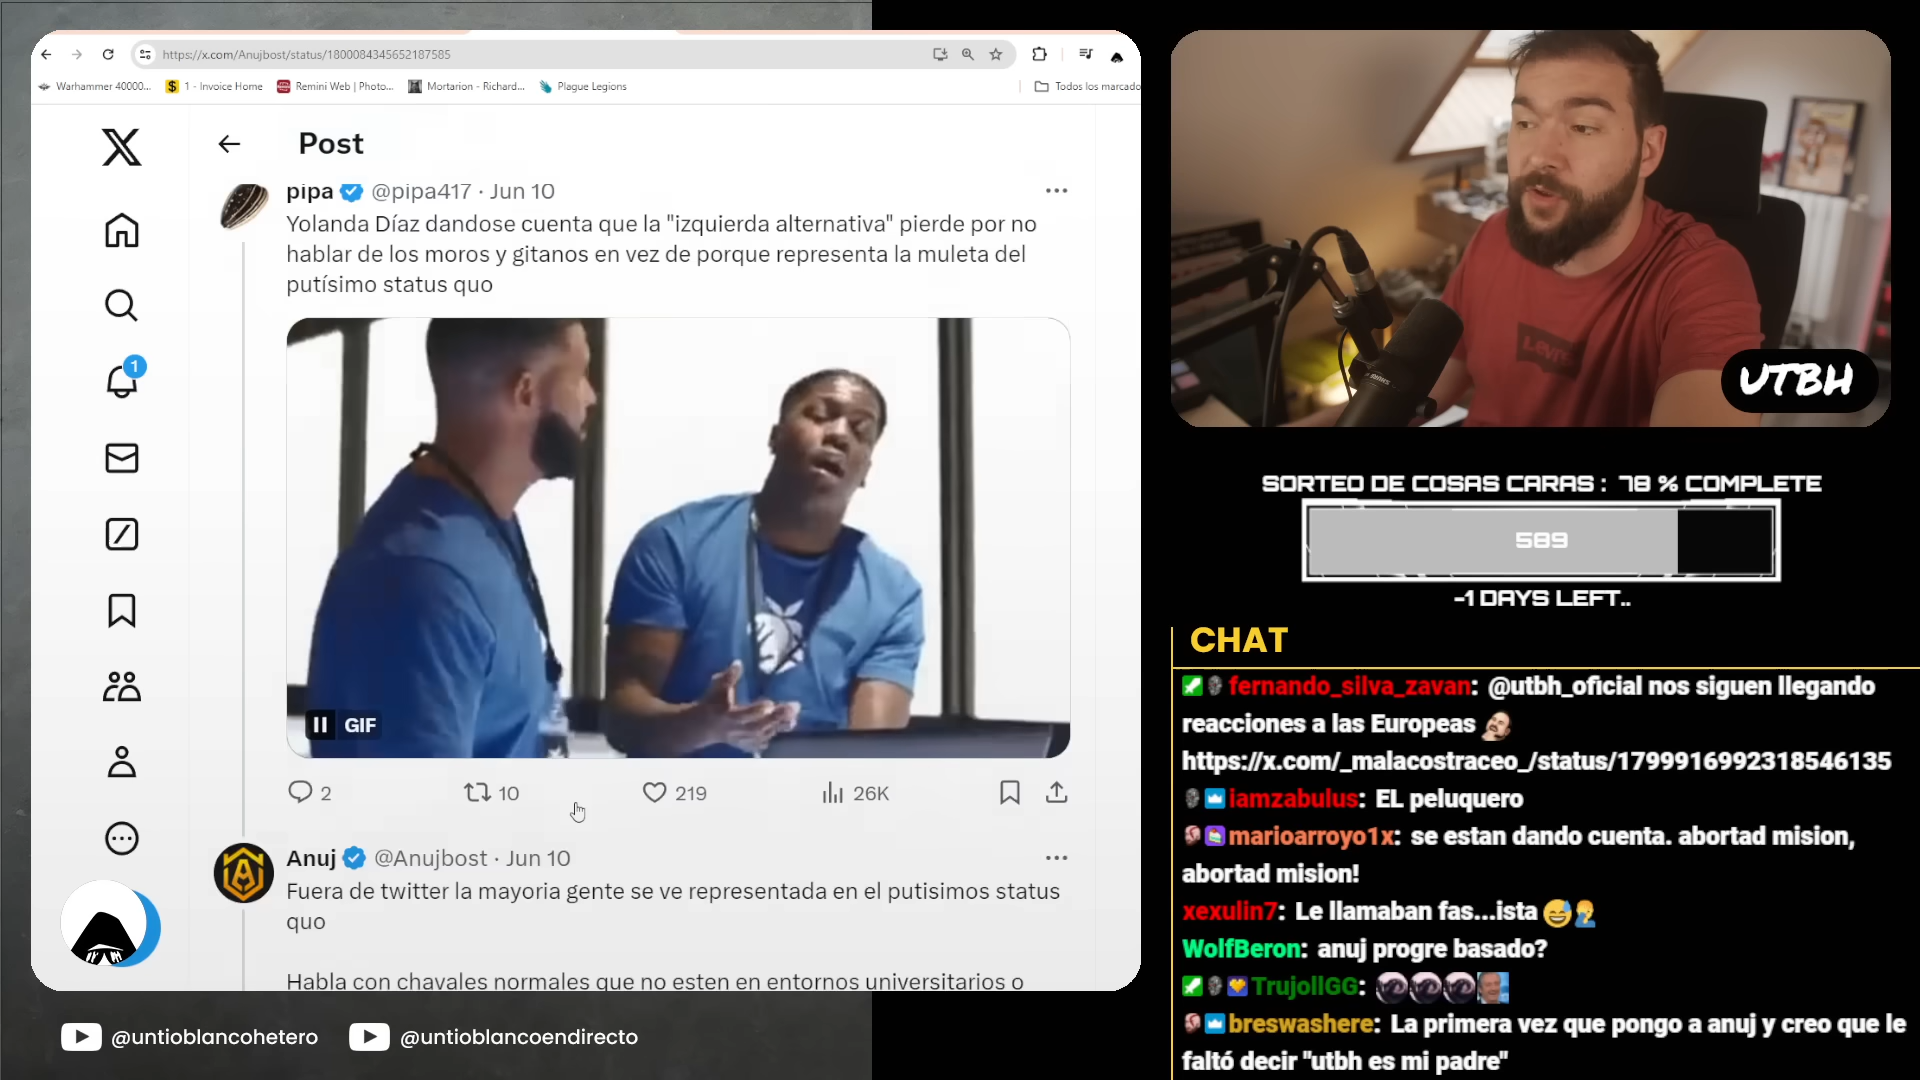 https://x.com/Anujbost/status/1800084345652187585
Warhammer 40000...
1 - Invoice Home
Remini Web | Photo...
Mortarion - Richard...
Plague Legions
Todos los marcado
Post
pipa @pipa417 · Jun 10
Yolanda Díaz dandose cuenta que la "izquierda alternativa" pierde por no
hablar de los moros y gitanos en vez de porque representa la muleta del
putísimo status quo
1
GIF
2
10
219
26K
Anuj @Anujbost · Jun 10
Fuera de twitter la mayoria gente se ve representada en el putisimos status
quo
Habla con chavales normales que no esten en entornos universitarios o
@untioblancohetero
@untioblancoendirecto
Levi's
UTBH
SORTEO DE COSAS CARAS : 78 % COMPLETE
589
-1 DAYS LEFT..
CHAT
fernando_silva_zavan: @utbh_oficial nos siguen llegando
reacciones a las Europeas
https://x.com/_malacostraceo_/status/1799916992318546135
iamzabulus: EL peluquero
marioarroyo1x: se estan dando cuenta. abortad mision,
abortad mision!
xexulin7: Le llamaban fas...ista
WolfBeron: anuj progre basado?
TrujollGG:
breswashere: La primera vez que pongo a anuj y creo que le
faltó decir "utbh es mi padre"